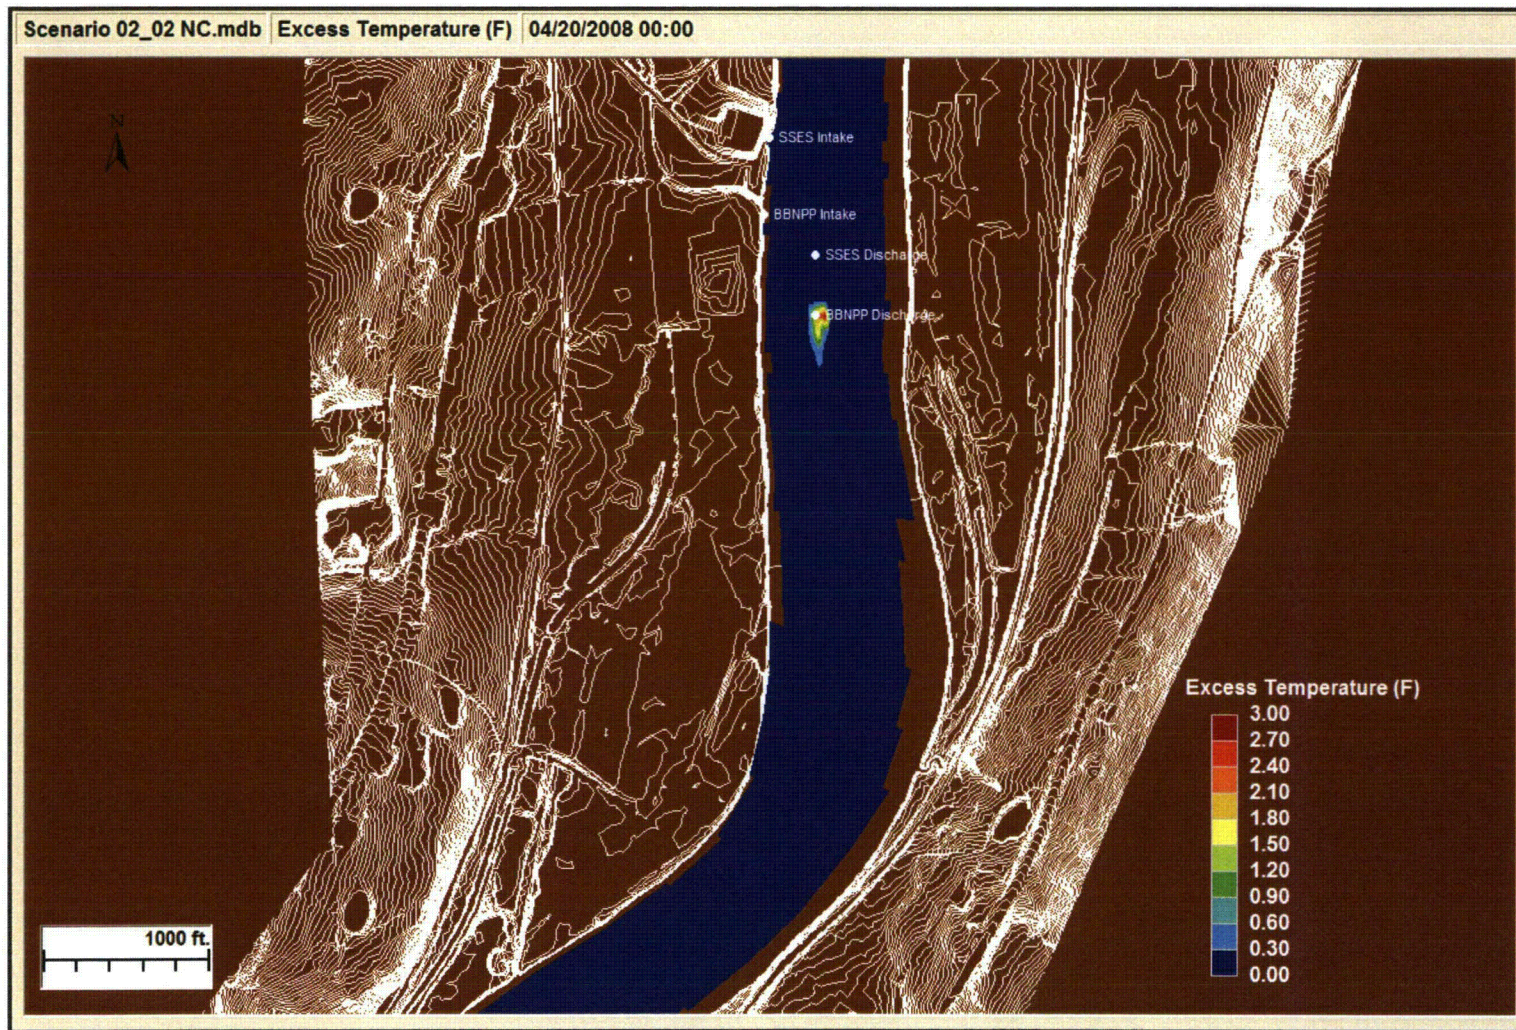 Scenario 02_02 NC.mdb Excess Temperature (F) 04/20/2008 00:00
N
SSES Intake
BBNPP Intake
SSES Discharge
BBNPP Discharge
Excess Temperature (F)
3.00
2.70
2.40
2.10
1.80
1.50
1.20
0.90
0.60
0.30
0.00
1000 ft.